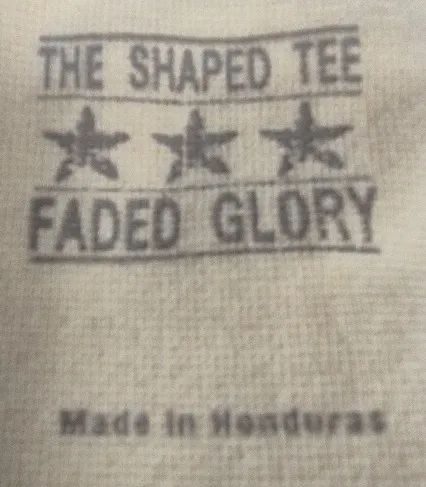 THE SHAPED TEE
FADED GLORY
Made in Honduras